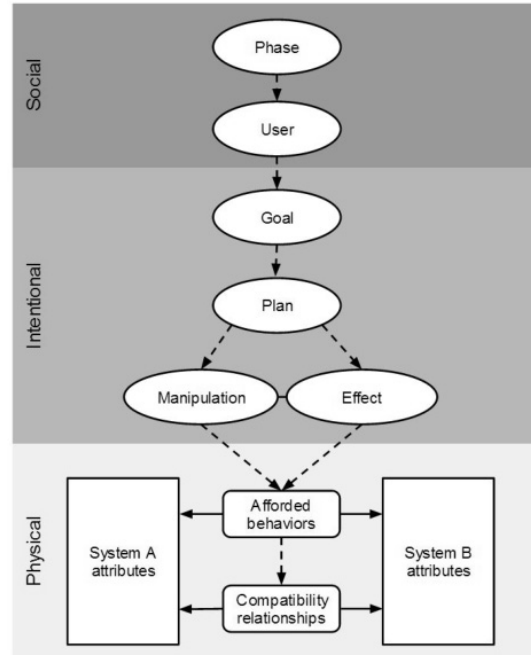 Social
Phase
User
Intentional
Goal
Plan
Manipulation
Effect
Physical
System A
attributes
Afforded
behaviors
Compatibility
relationships
System B
attributes